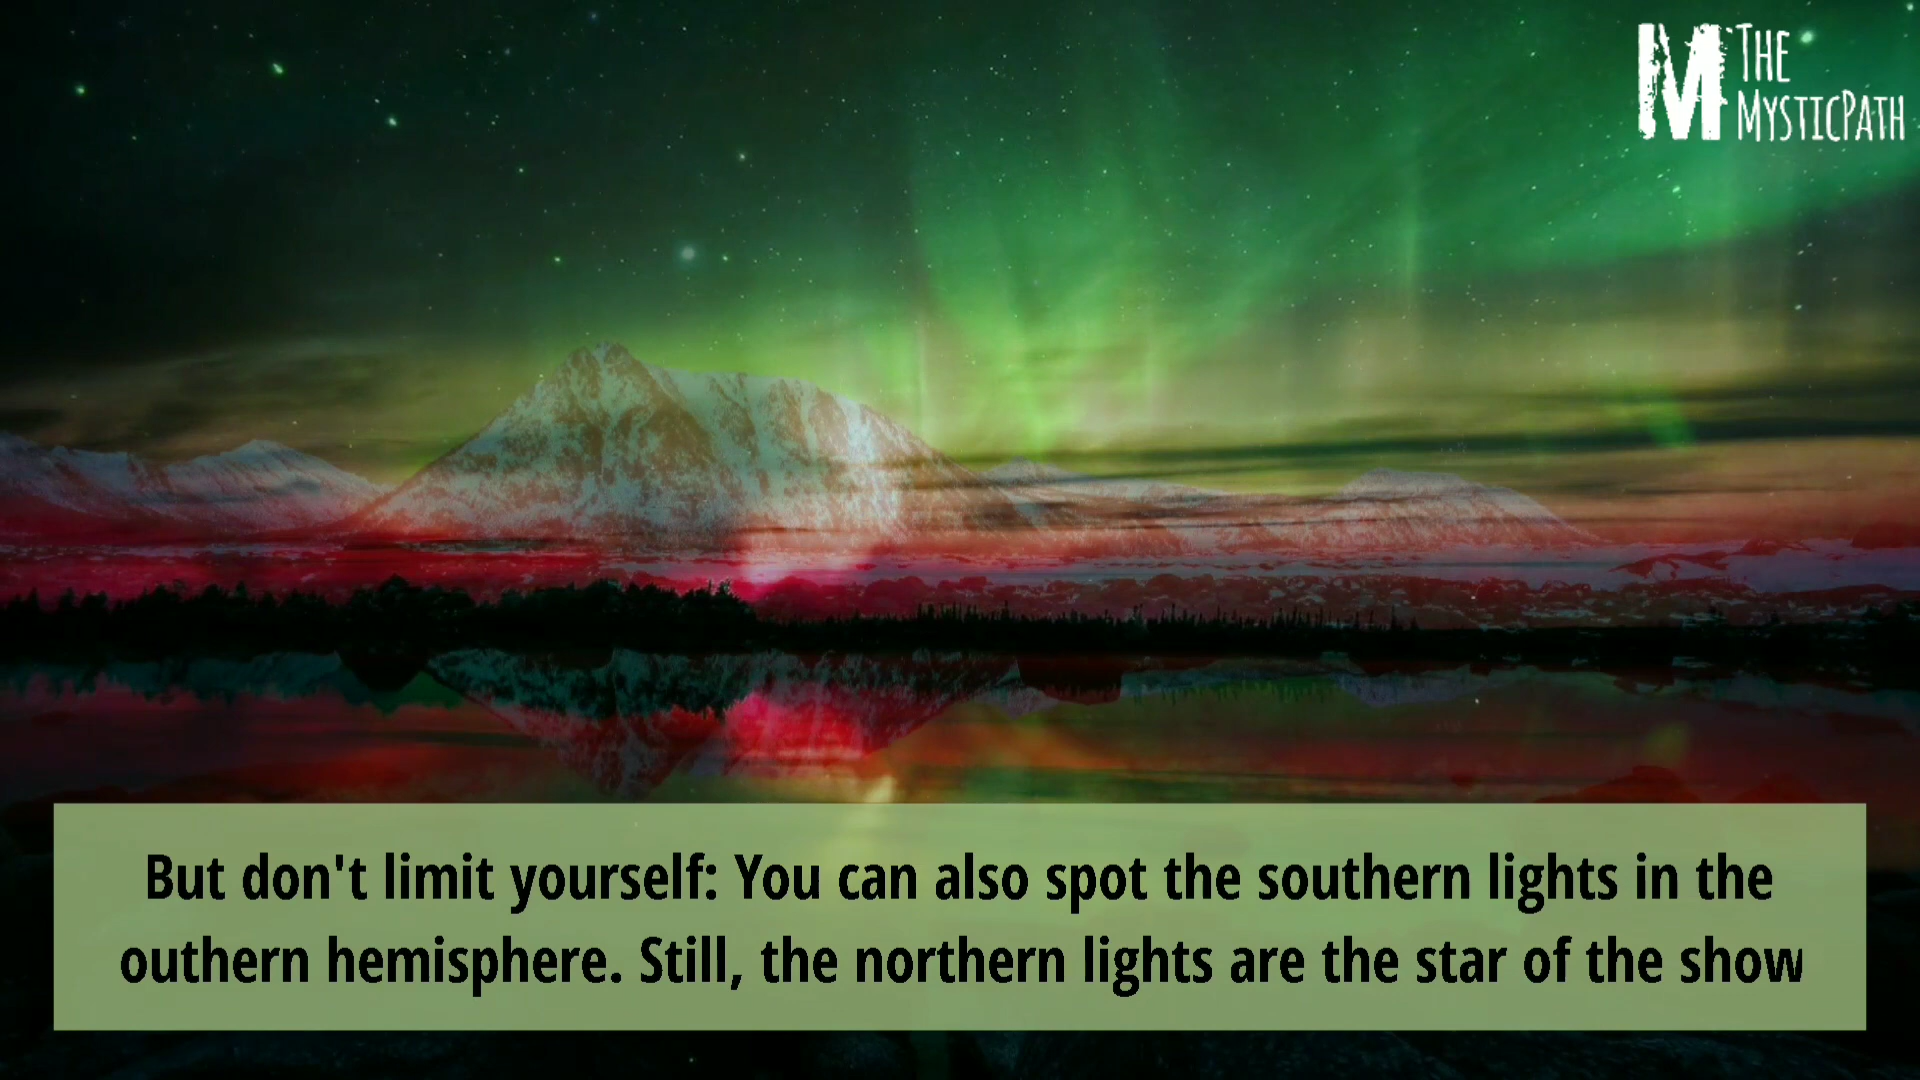 M THE
MYSTICPATH
But don't limit yourself: You can also spot the southern lights in the
outhern hemisphere. Still, the northern lights are the star of the show